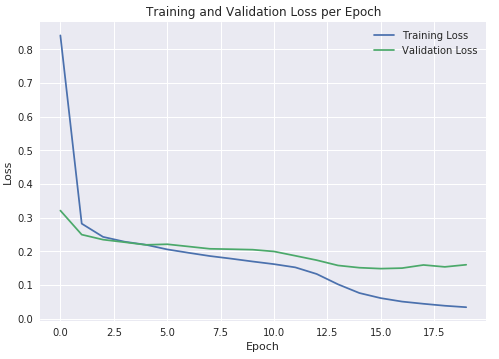 Training and Validation Loss per Epoch
Training Loss
Validation Loss
Loss
0.8
0.7
0.6
0.5
0.4
0.3
0.2
0.1
0.0
0.0 2.5 5.0 7.5 10.0 12.5 15.0 17.5
Epoch